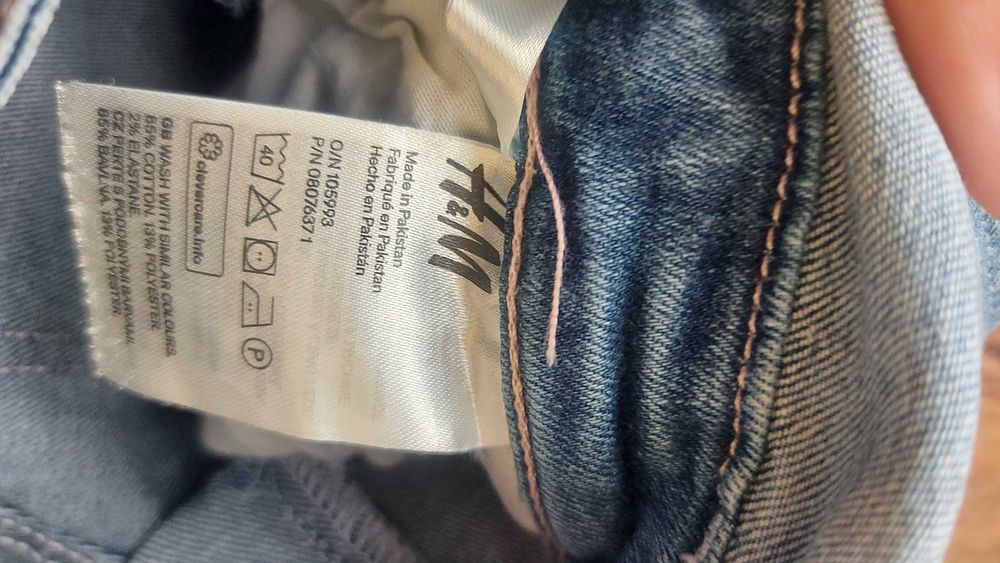 H&M
Made in Pakistan
Fabriqué en Pakistan
Hecho en Pakistán
O/N 105993
P/N 08076371
40
P
clevercare.info
GB WASH WITH SIMILAR COLOURS.
85% COTTON. 13% POLYESTER.
2% ELASTANE.
CZ PERTE S PODOBNÝMI BARVAMI.
85% BAVLNA. 13% POLYESTER.